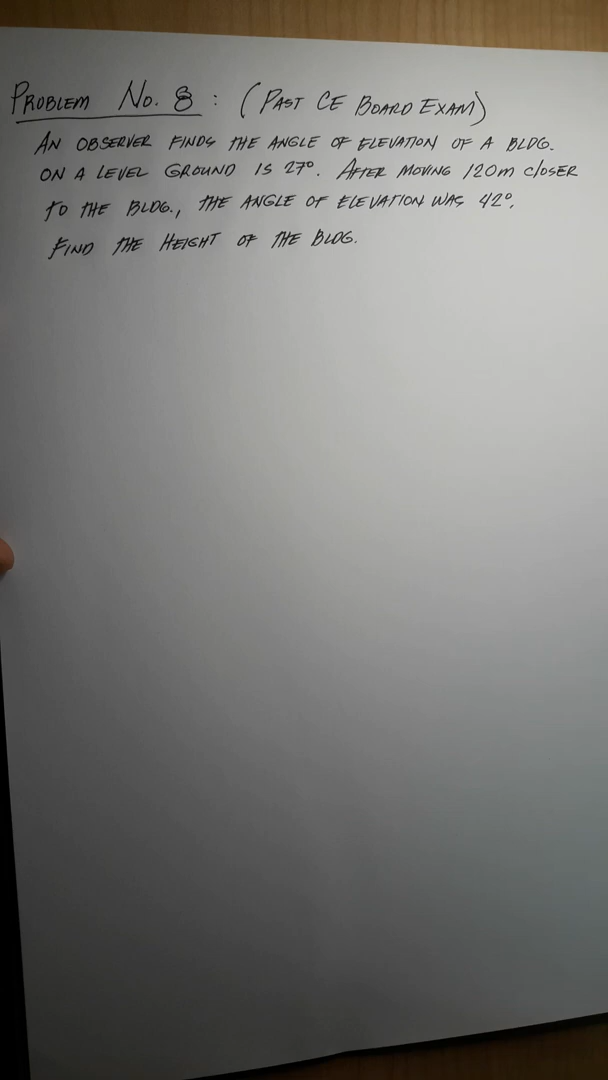 PROBLEM NO. 8 : (PAST CE BOARD EXAM)
AN OBSERVER FINDS THE ANGLE OF ELEVATION OF A BLDG.
ON A LEVEL GROUND IS 27°. AFTER MOVING 120m closER
TO THE BLDG., THE ANGLE OF ELEVATION WAS 42°.
FIND THE HEIGHT OF THE BLDG.